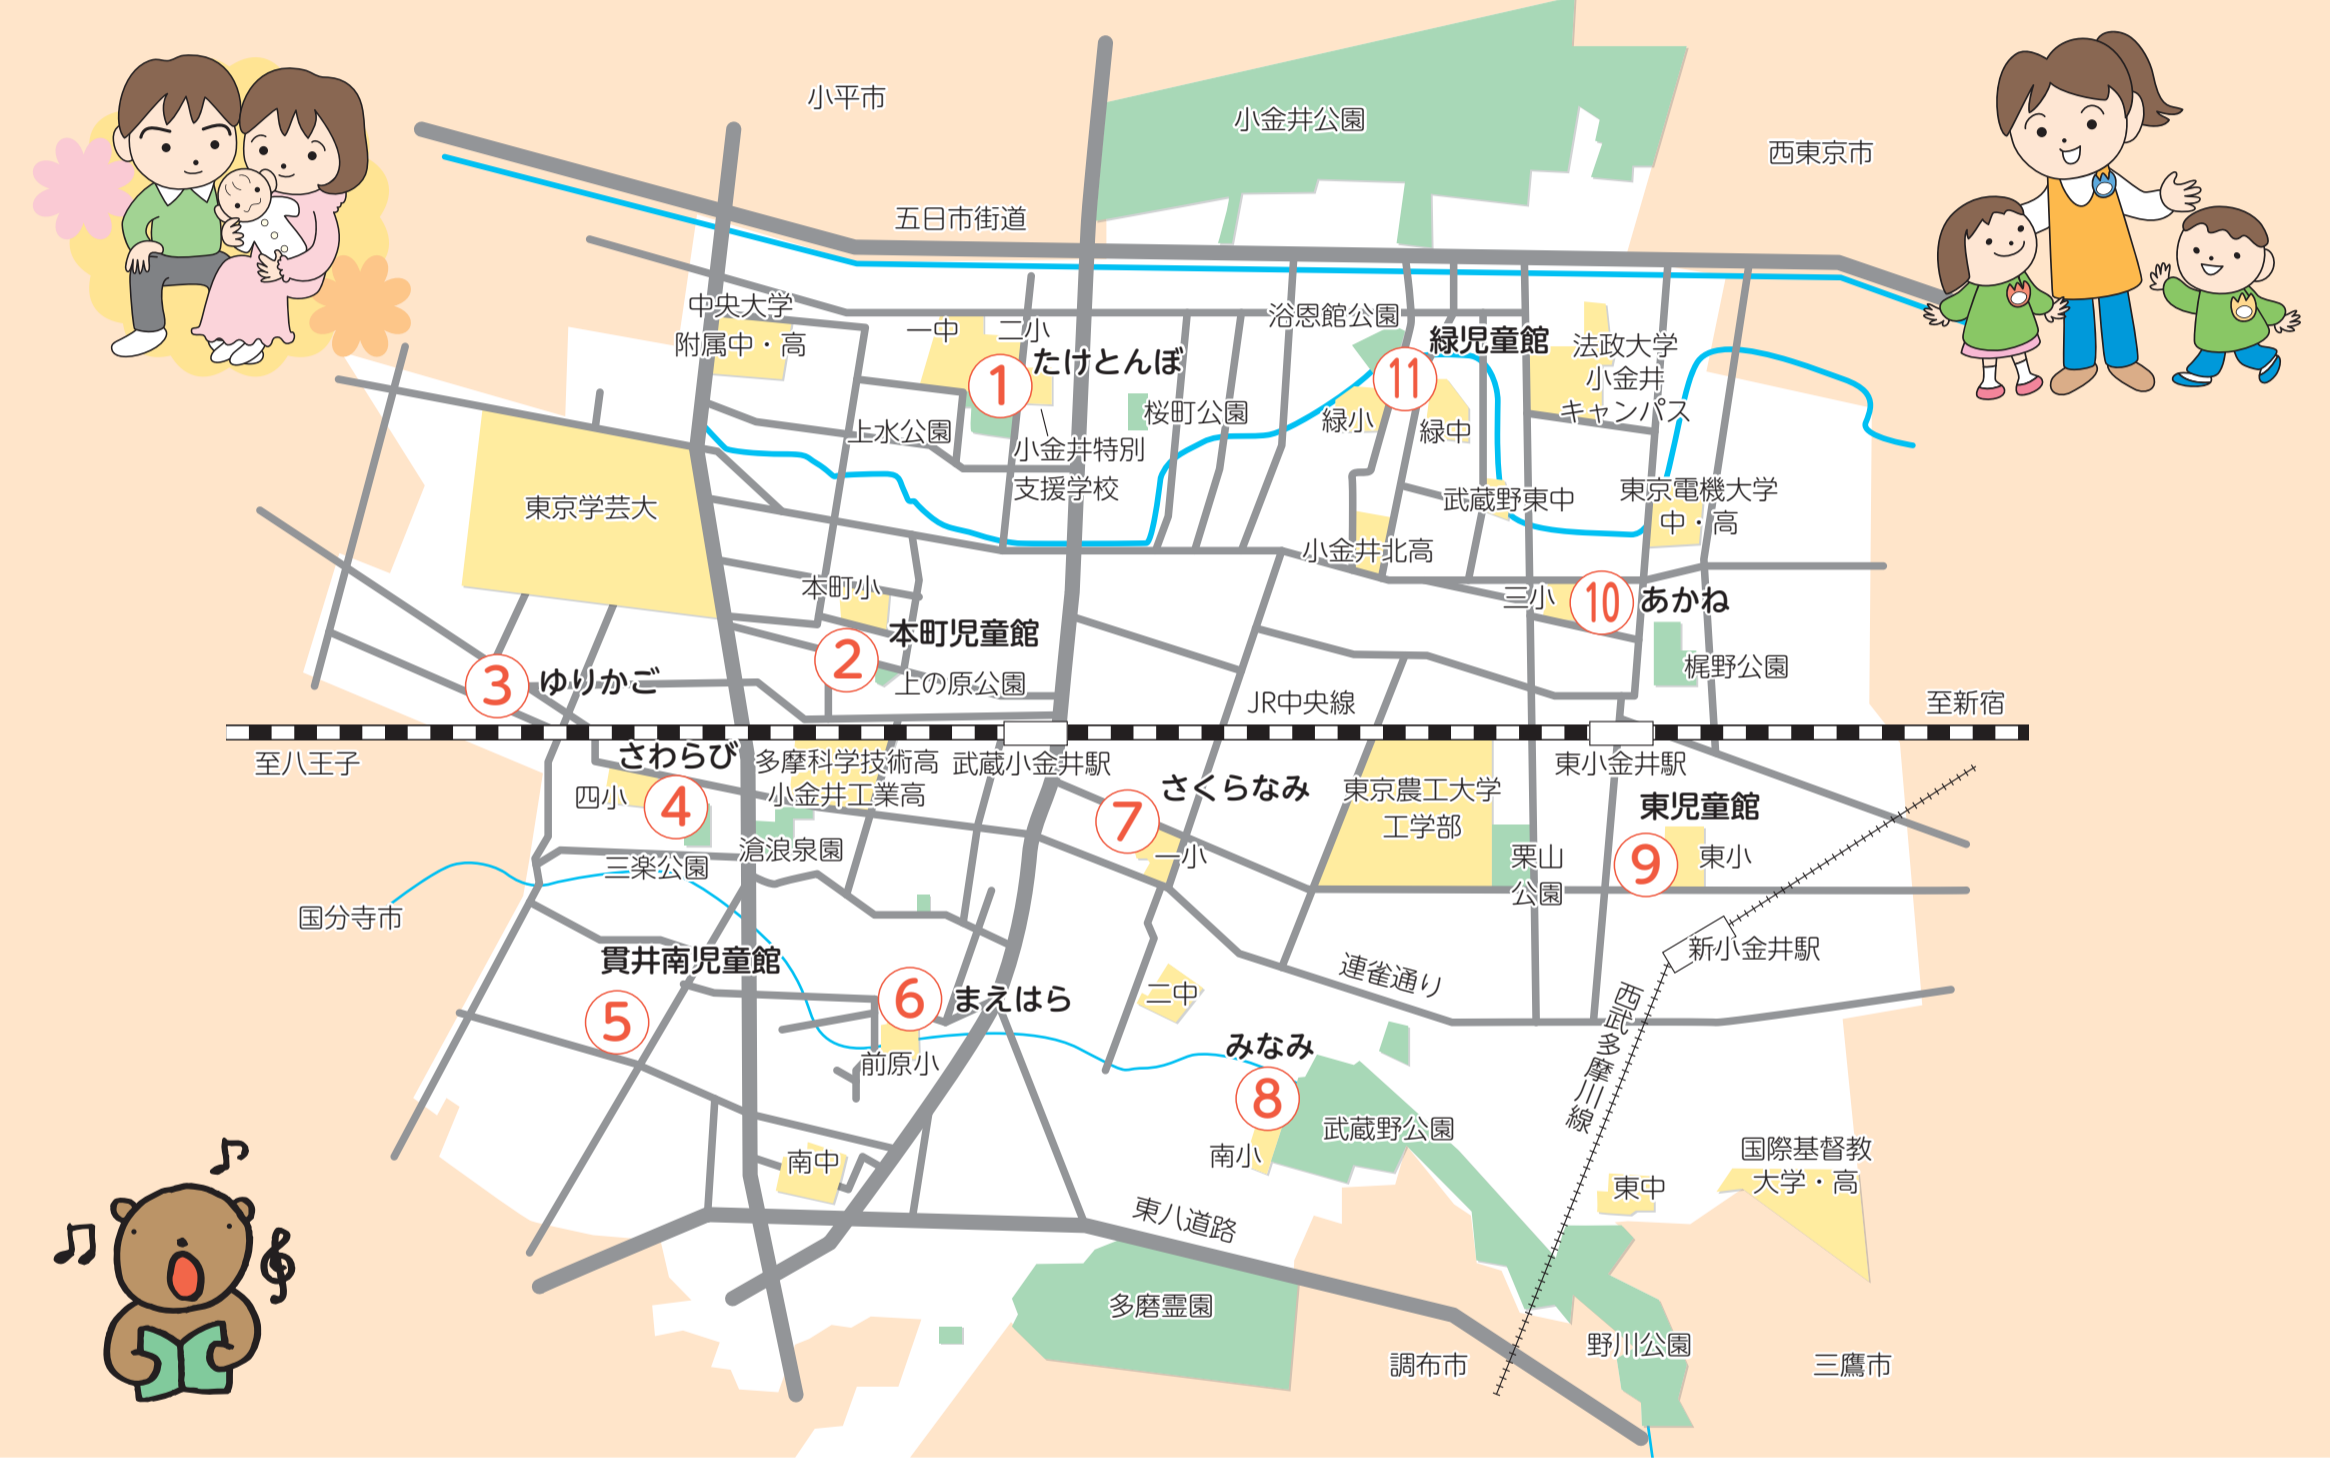 小平市
小金井公園
西東京市
五日市街道
中央大学
附属中・高
一中
二小
浴恩館公園
緑児童館
法政大学
小金井
キャンパス
1
たけとんぼ
11
桜町公園
緑小
緑中
上水公園
小金井特別
支援学校
東京学芸大
武蔵野東中
東京電機大学
中・高
小金井北高
本町小
三小
10
あかね
本町児童館
2
上の原公園
梶野公園
3
ゆりかご
JR中央線
至新宿
至八王子
さわらび
多摩科学技術高
小金井工業高
武蔵小金井駅
東小金井駅
四小
4
さくらなみ
7
一小
東京農工大学
工学部
東児童館
9
東小
栗山
公園
三楽公園
滄浪泉園
国分寺市
新小金井駅
貫井南児童館
5
6
まえはら
前原小
二中
連雀通り
西武多摩川線
みなみ
8
南小
武蔵野公園
南中
国際基督教
大学・高
東中
東八道路
多磨霊園
野川公園
調布市
三鷹市